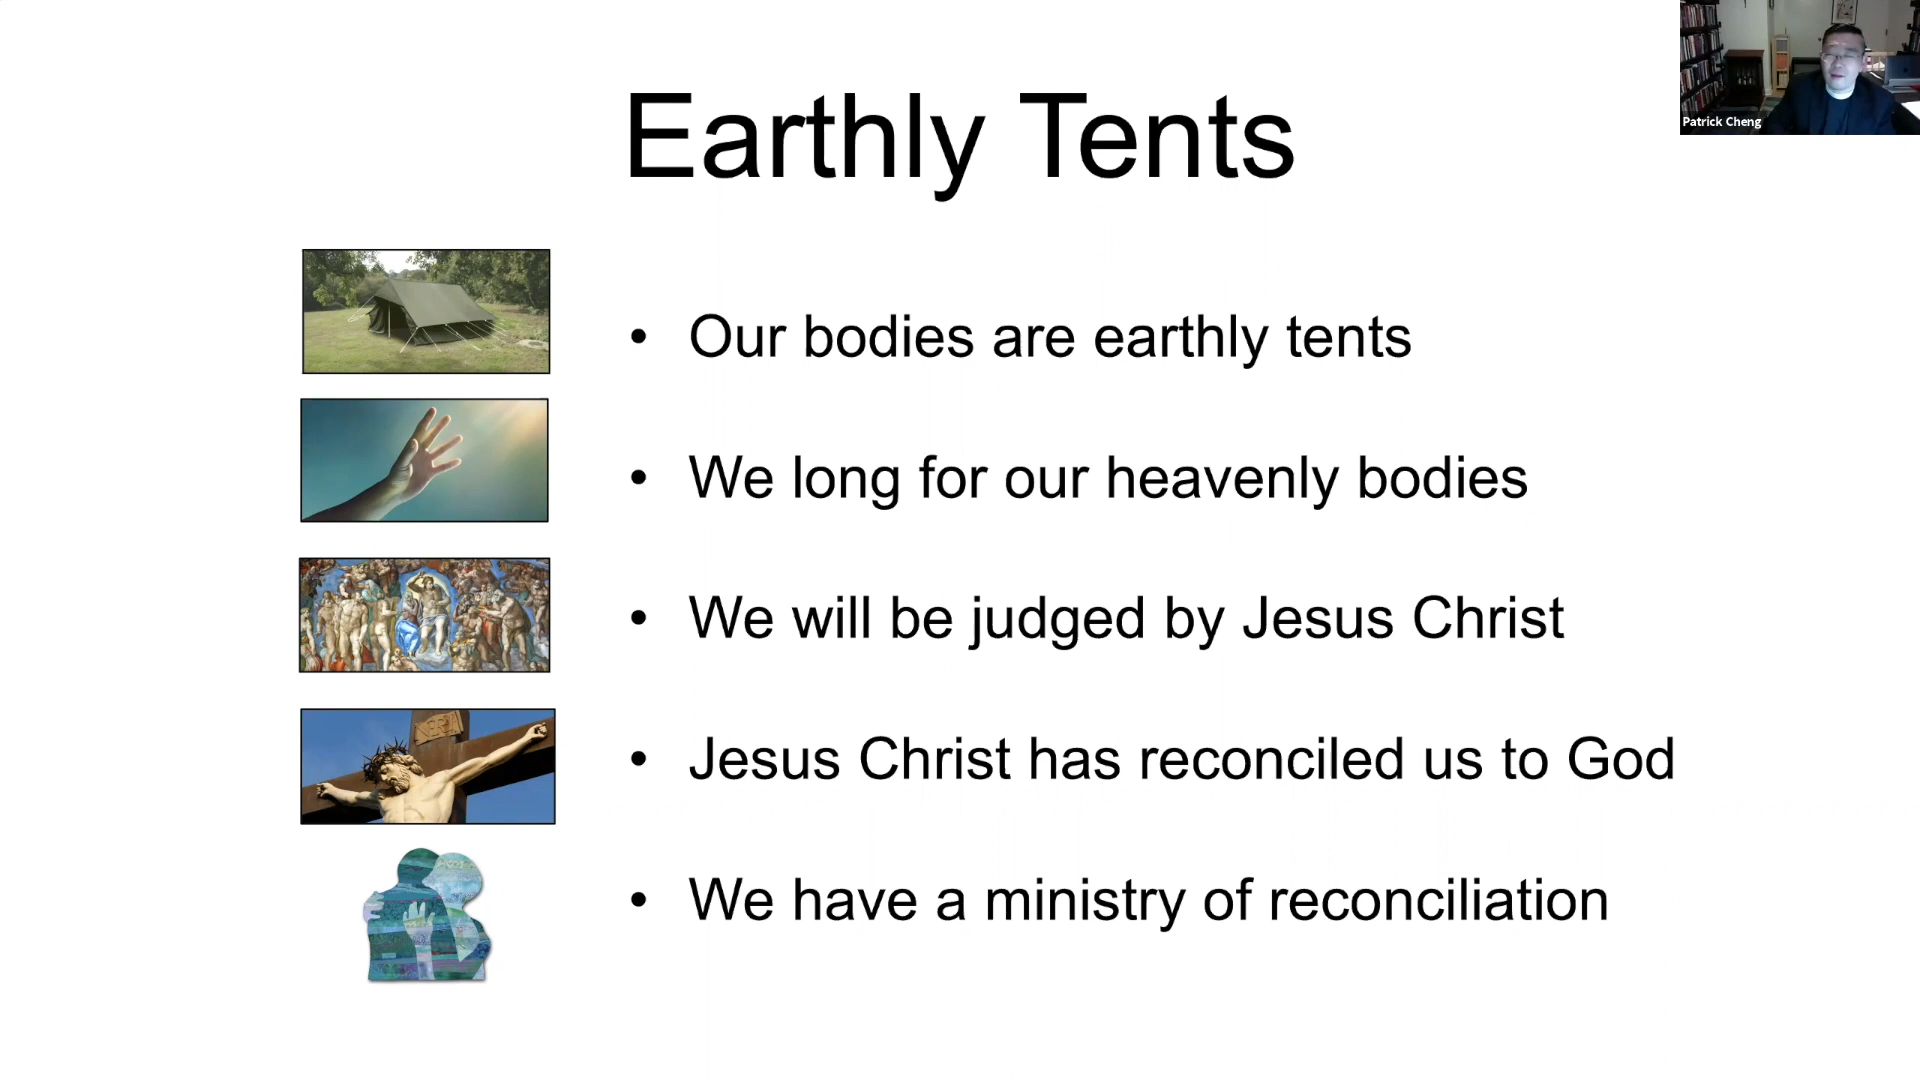 Earthly Tents
Patrick Cheng
• Our bodies are earthly tents
• We long for our heavenly bodies
• We will be judged by Jesus Christ
• Jesus Christ has reconciled us to God
• We have a ministry of reconciliation